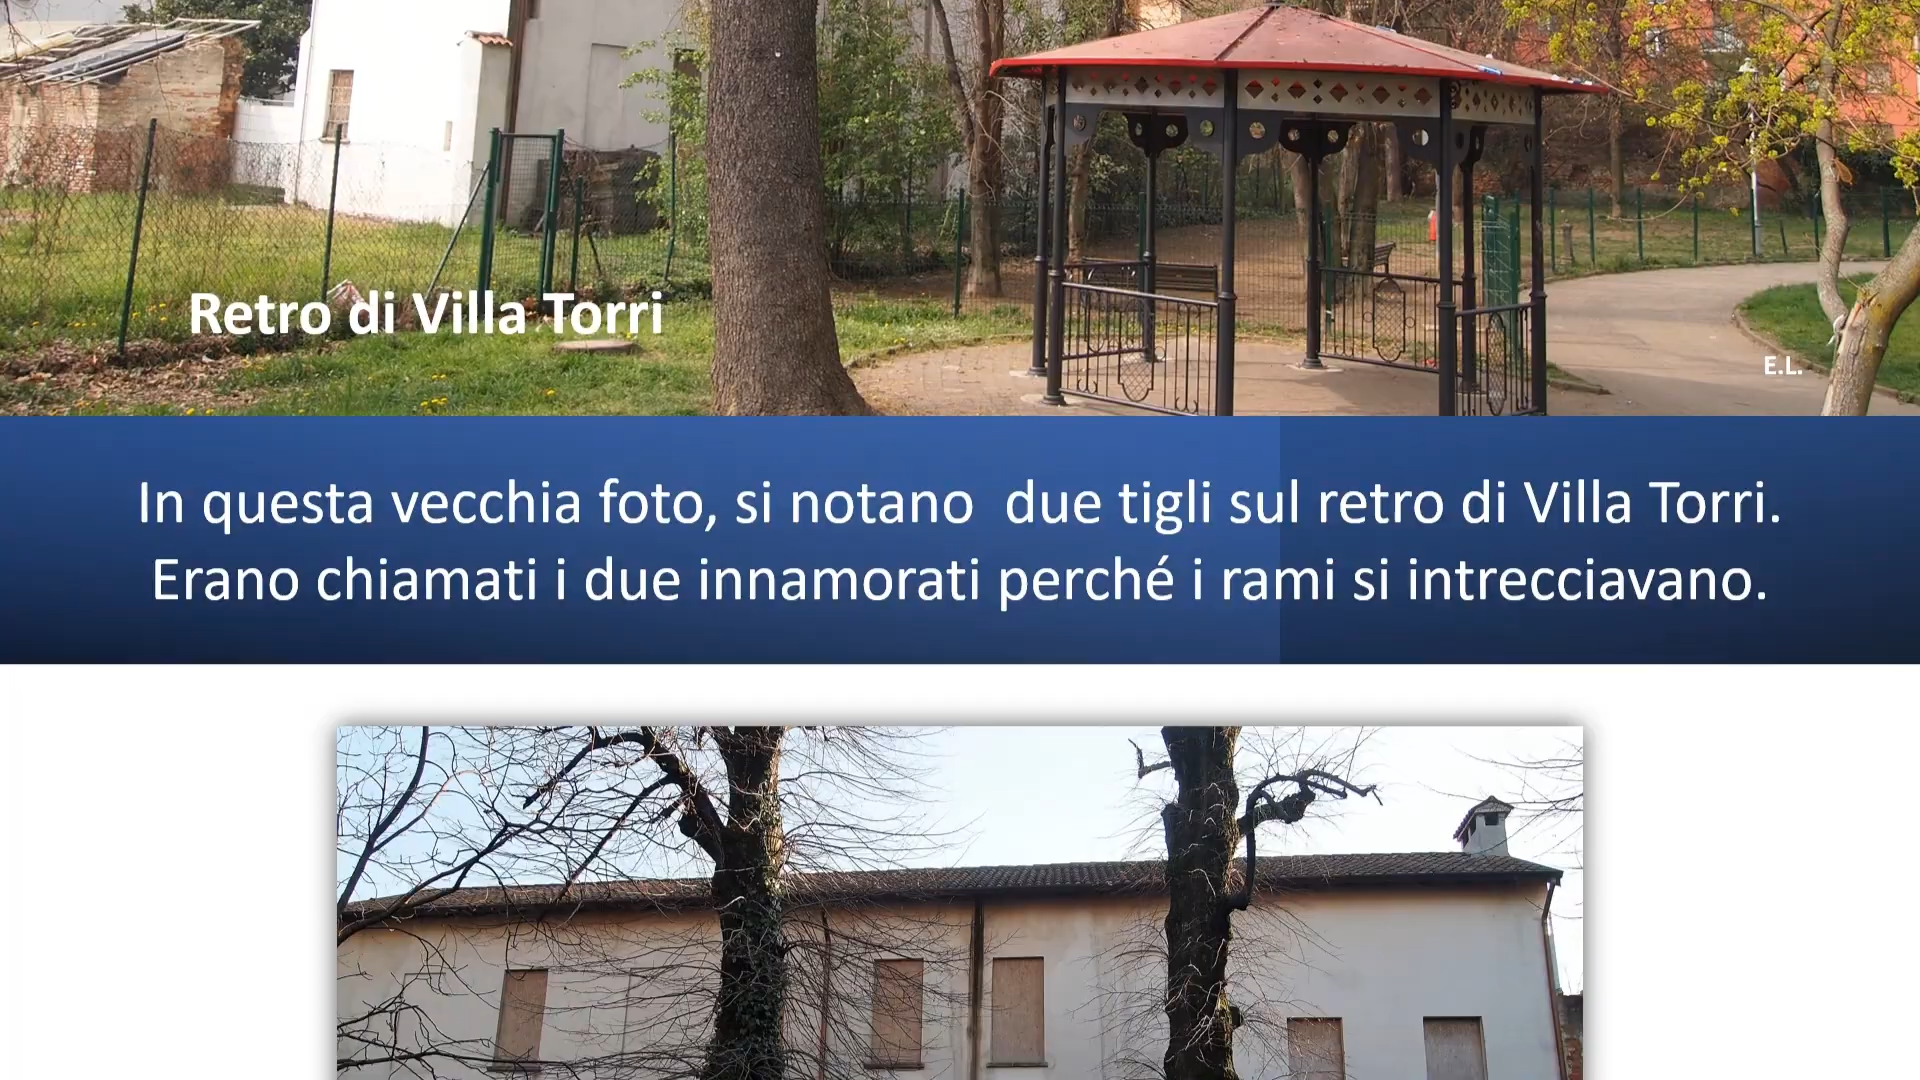 Retro di Villa Torri
E.L.
In questa vecchia foto, si notano  due tigli sul retro di Villa Torri.
Erano chiamati i due innamorati perché i rami si intrecciavano.